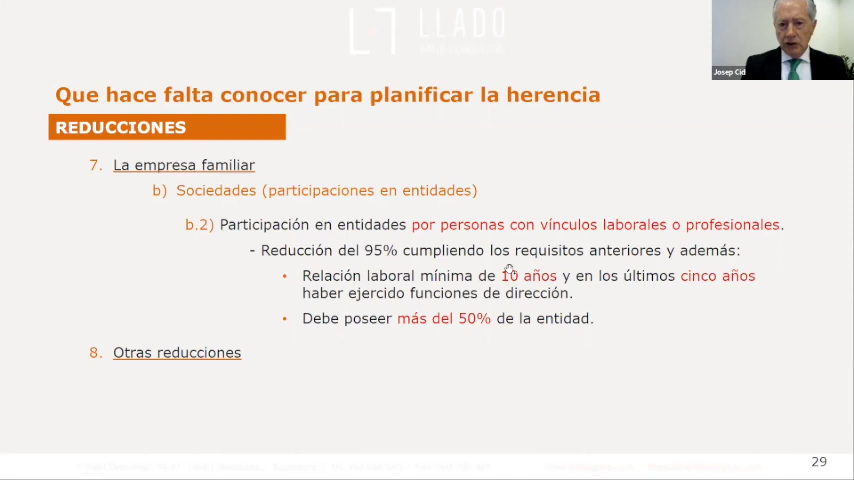 LLADO
Josep Cid
Que hace falta conocer para planificar la herencia
REDUCCIONES
7. La empresa familiar
b) Sociedades (participaciones en entidades)
b.2) Participación en entidades por personas con vínculos laborales o profesionales.
- Reducción del 95% cumpliendo los requisitos anteriores y además:
• Relación laboral mínima de 10 años y en los últimos cinco años
haber ejercido funciones de dirección.
• Debe poseer más del 50% de la entidad.
8. Otras reducciones
29